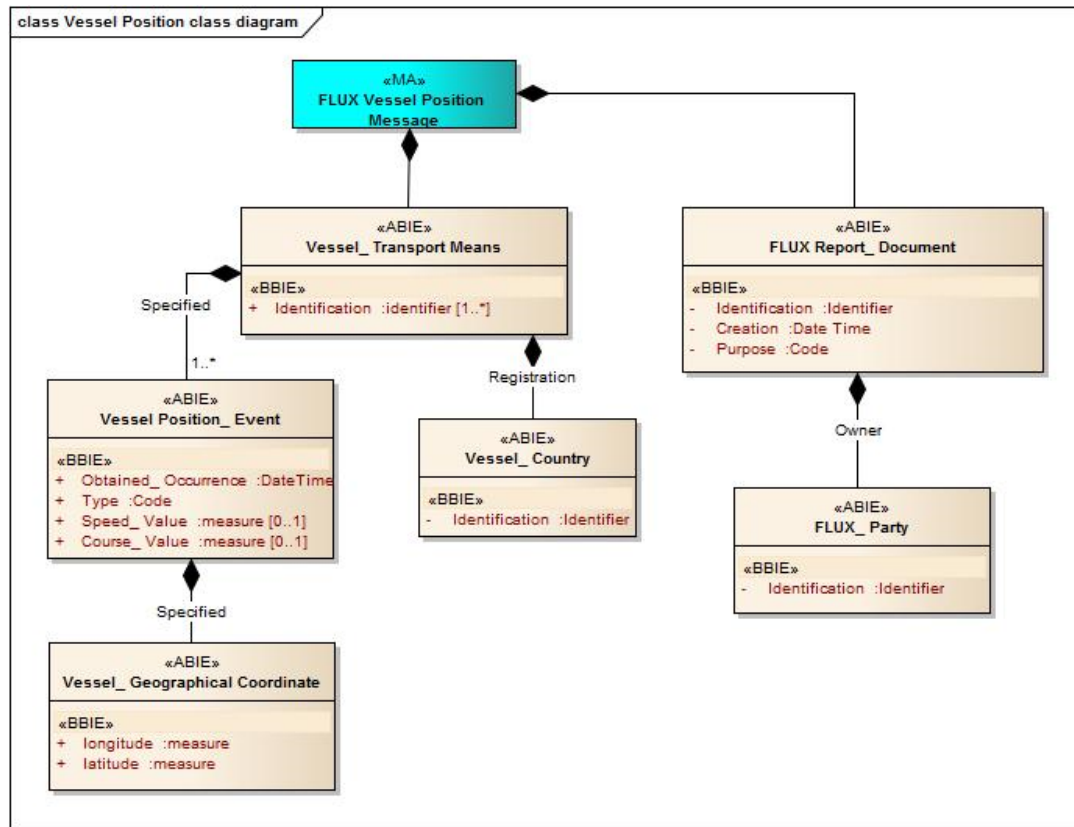 class Vessel Position class diagram
«MA»
FLUX Vessel Position
Message
«ABIE»
Vessel_ Transport Means
«BBIE»
+ Identification :identifier [1..*]
«ABIE»
FLUX Report_ Document
«BBIE»
- Identification :Identifier
- Creation :Date Time
- Purpose :Code
Specified
1..*
Registration
Owner
«ABIE»
Vessel Position_ Event
«BBIE»
+ Obtained_ Occurrence :DateTime
+ Type :Code
+ Speed_ Value :measure [0..1]
+ Course_ Value :measure [0..1]
«ABIE»
Vessel_ Country
«BBIE»
- Identification :Identifier
«ABIE»
FLUX_ Party
«BBIE»
- Identification :Identifier
Specified
«ABIE»
Vessel_ Geographical Coordinate
«BBIE»
+ longitude :measure
+ latitude :measure